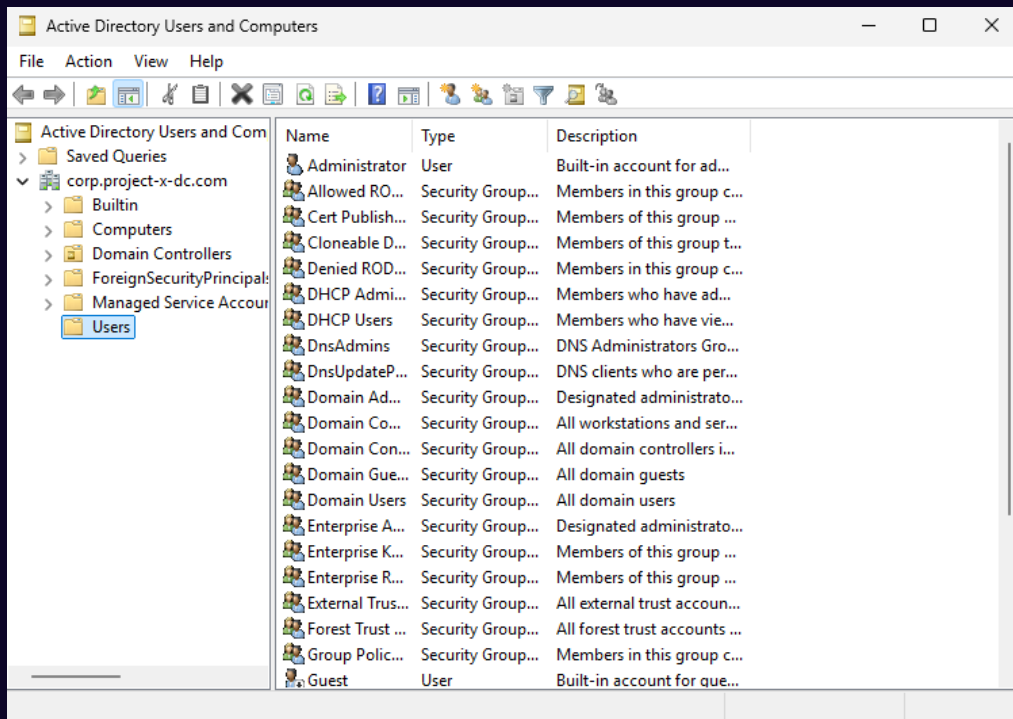 Active Directory Users and Computers
File Action View Help
Active Directory Users and Com
Saved Queries
corp.project-x-dc.com
Builtin
Computers
Domain Controllers
ForeignSecurityPrincipals
Managed Service Accour
Users
Name Type Description
Administrator User Built-in account for ad...
Allowed RO... Security Group... Members in this group c...
Cert Publish... Security Group... Members of this group ...
Cloneable D... Security Group... Members of this group t...
Denied ROD... Security Group... Members in this group c...
DHCP Admi... Security Group... Members who have ad...
DHCP Users Security Group... Members who have vie...
DnsAdmins Security Group... DNS Administrators Gro...
DnsUpdateP... Security Group... DNS clients who are per...
Domain Ad... Security Group... Designated administrato...
Domain Co... Security Group... All workstations and ser...
Domain Con... Security Group... All domain controllers i...
Domain Gue... Security Group... All domain guests
Domain Users Security Group... All domain users
Enterprise A... Security Group... Designated administrato...
Enterprise K... Security Group... Members of this group ...
Enterprise R... Security Group... Members of this group ...
External Trus... Security Group... All external trust accoun...
Forest Trust ... Security Group... All forest trust accounts ...
Group Polic... Security Group... Members in this group c...
Guest User Built-in account for gue...